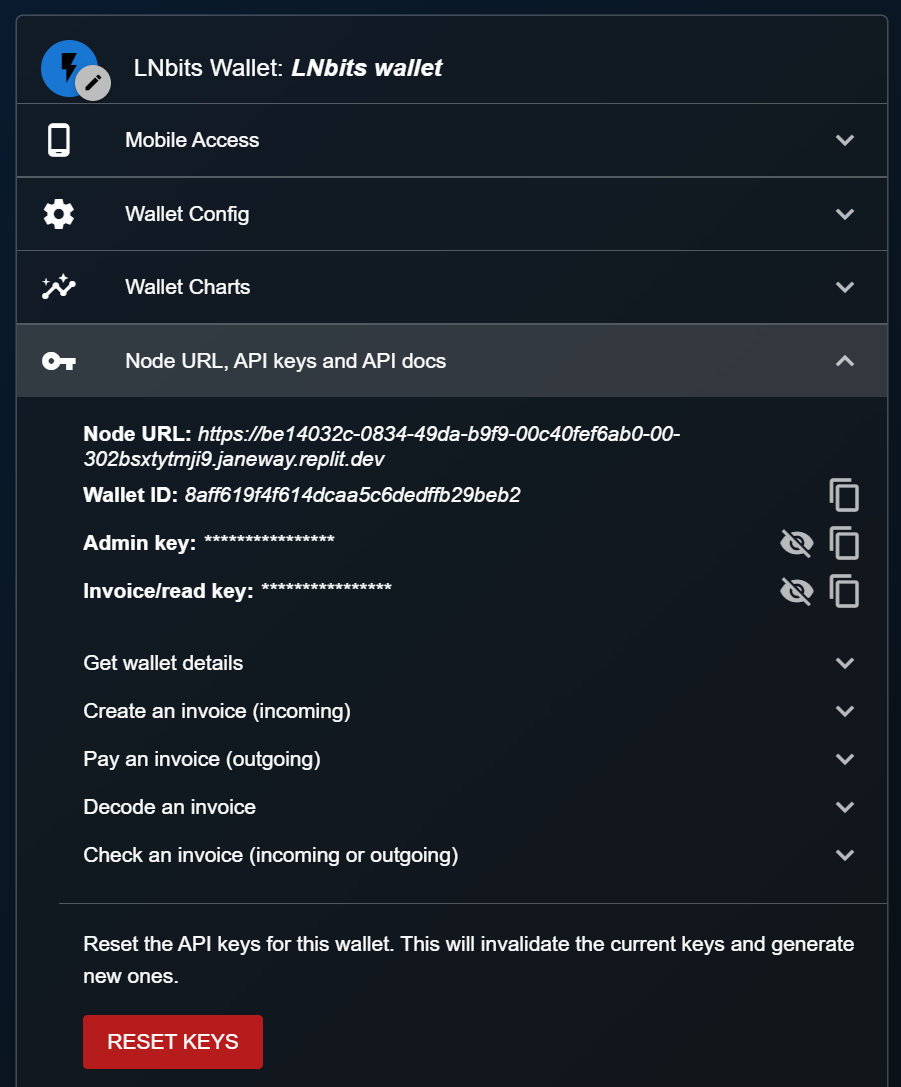 LNbits Wallet: LNbits wallet
Mobile Access
Wallet Config
Wallet Charts
Node URL, API keys and API docs
Node URL: https://be14032c-0834-49da-b9f9-00c40fef6ab0-00-
302bsxtytmji9.janeway.replit.dev
Wallet ID: 8aff619f4f614dcaa5c6dedffb29beb2
Admin key: ****************
Invoice/read key: ****************
Get wallet details
Create an invoice (incoming)
Pay an invoice (outgoing)
Decode an invoice
Check an invoice (incoming or outgoing)
Reset the API keys for this wallet. This will invalidate the current keys and generate
new ones.
RESET KEYS